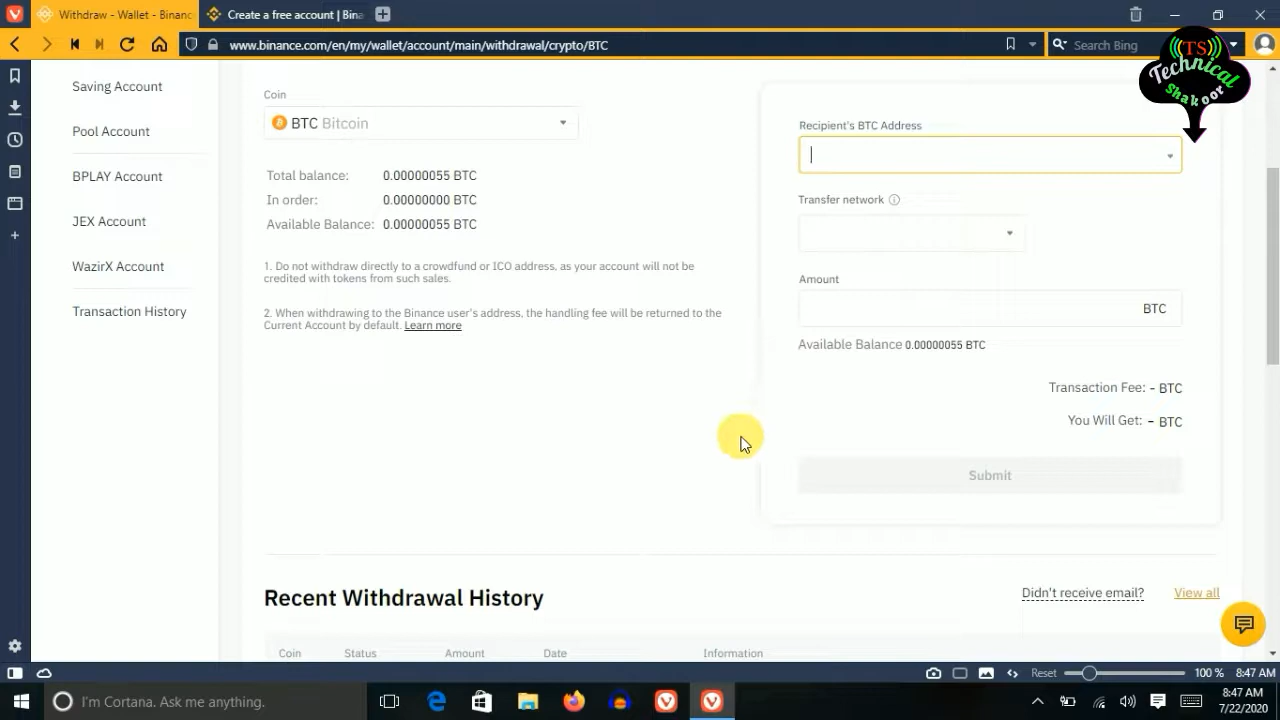 Withdraw - Wallet - Binanc
Create a free account | Bina
www.binance.com/en/my/wallet/account/main/withdrawal/crypto/BTC
Search Bing
TS
Technical
Shakoor
Saving Account
Pool Account
BPLAY Account
JEX Account
WazirX Account
Transaction History
Coin
BTC Bitcoin
Total balance: 0.00000055 BTC
In order: 0.00000000 BTC
Available Balance: 0.00000055 BTC
1. Do not withdraw directly to a crowdfund or ICO address, as your account will not be
credited with tokens from such sales.
2. When withdrawing to the Binance user's address, the handling fee will be returned to the
Current Account by default. Learn more
Recipient's BTC Address
Transfer network
Amount
BTC
Available Balance 0.00000055 BTC
Transaction Fee: - BTC
You Will Get: - BTC
Submit
Recent Withdrawal History
Didn't receive email? View all
Coin Status Amount Date Information
Reset 100 % 8:47 AM
I'm Cortana. Ask me anything.
8:47 AM
7/22/2020